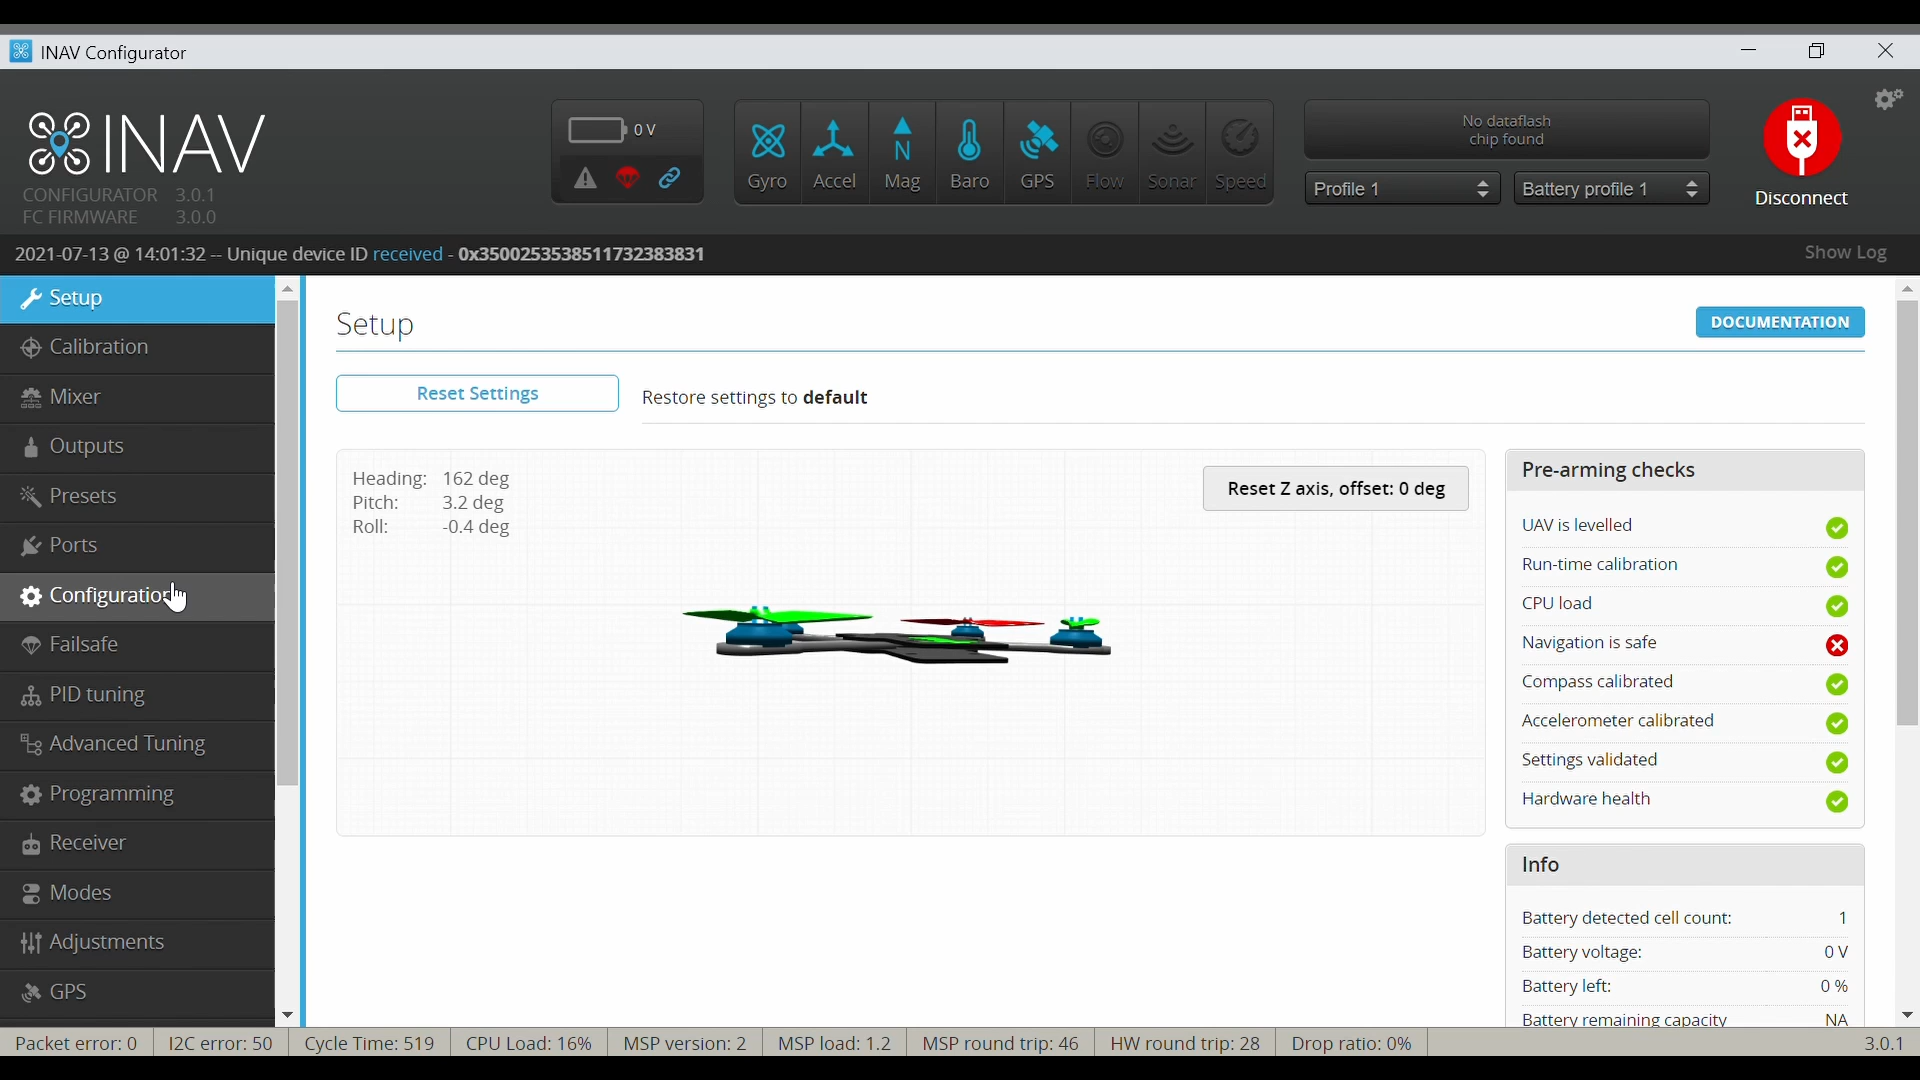 INAV Configurator
INAV
CONFIGURATOR 3.0.1
FC FIRMWARE 3.0.0
0 V
Gyro
Accel
N
Mag
Baro
GPS
Flow
Sonar
Speed
No dataflash
chip found
Profile 1
Battery profile 1
Disconnect
2021-07-13 @ 14:01:32 -- Unique device ID received - 0x3500253538511732383831
Show Log
Setup
Calibration
Mixer
Outputs
Presets
Ports
Configuration
Failsafe
PID tuning
Advanced Tuning
Programming
Receiver
Modes
Adjustments
GPS
Setup
DOCUMENTATION
Reset Settings
Restore settings to default
Heading: 162 deg
Pitch: 3.2 deg
Roll: -0.4 deg
Reset Z axis, offset: 0 deg
Pre-arming checks
UAV is levelled
Run-time calibration
CPU load
Navigation is safe
Compass calibrated
Accelerometer calibrated
Settings validated
Hardware health
Info
Battery detected cell count: 1
Battery voltage: 0 V
Battery left: 0 %
Battery remaining capacity NA
Packet error: 0
I2C error: 50
Cycle Time: 519
CPU Load: 16%
MSP version: 2
MSP load: 1.2
MSP round trip: 46
HW round trip: 28
Drop ratio: 0%
3.0.1